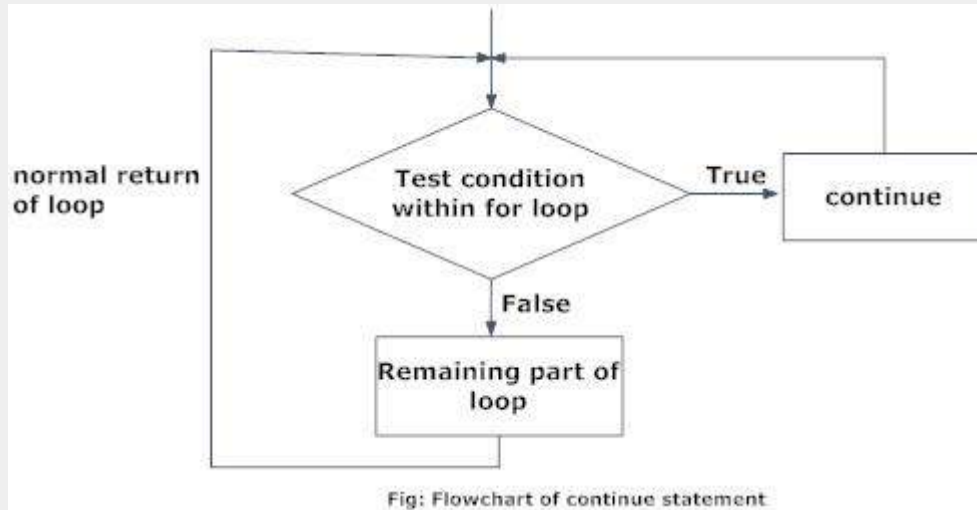 normal return
of loop
Test condition
within for loop
True
continue
False
Remaining part of
loop
Fig: Flowchart of continue statement